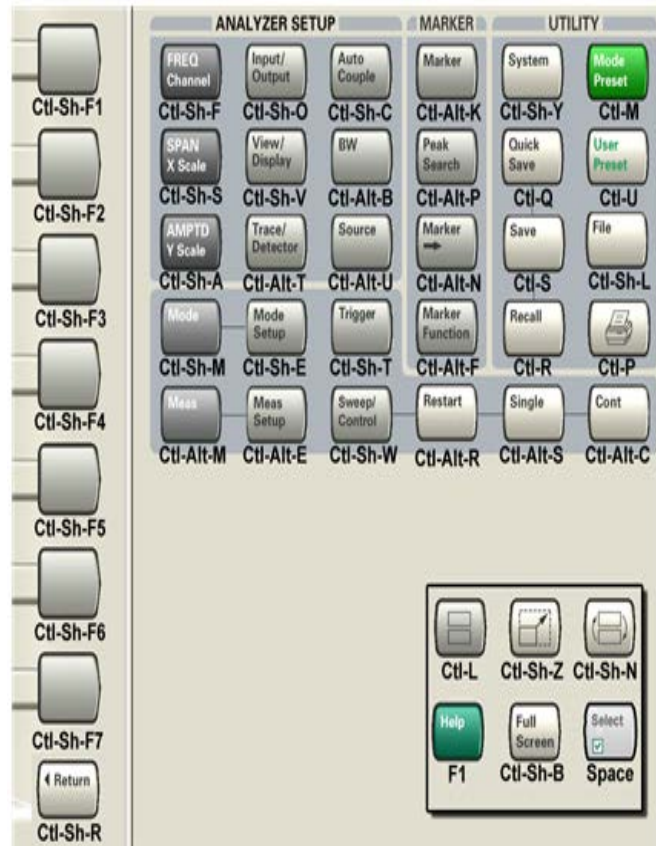 ANALYZER SETUP MARKER UTILITY
FREQ Channel
Input/ Output
Auto Couple
Marker
System
Mode Preset
Ctl-Sh-F1
Ctl-Sh-F Ctl-Sh-O Ctl-Sh-C Ctl-Alt-K Ctl-Sh-Y Ctl-M
SPAN X Scale
View/ Display
BW
Peak Search
Quick Save
User Preset
Ctl-Sh-F2
Ctl-Sh-S Ctl-Sh-V Ctl-Alt-B Ctl-Alt-P Ctl-Q Ctl-U
AMPTD Y Scale
Trace/ Detector
Source
Marker
Save
File
Ctl-Sh-A Ctl-Alt-T Ctl-Alt-U Ctl-Alt-N Ctl-S Ctl-Sh-L
Ctl-Sh-F3
Mode
Mode Setup
Trigger
Marker Function
Recall
Ctl-Sh-M Ctl-Sh-E Ctl-Sh-T Ctl-Alt-F Ctl-R Ctl-P
Ctl-Sh-F4
Meas
Meas Setup
Sweep/ Control
Restart
Single
Cont
Ctl-Alt-M Ctl-Alt-E Ctl-Sh-W Ctl-Alt-R Ctl-Alt-S Ctl-Alt-C
Ctl-Sh-F5
Ctl-Sh-F6
Ctl-L Ctl-Sh-Z Ctl-Sh-N
Ctl-Sh-F7
Help
Full Screen
Select
F1 Ctl-Sh-B Space
Return
Ctl-Sh-R